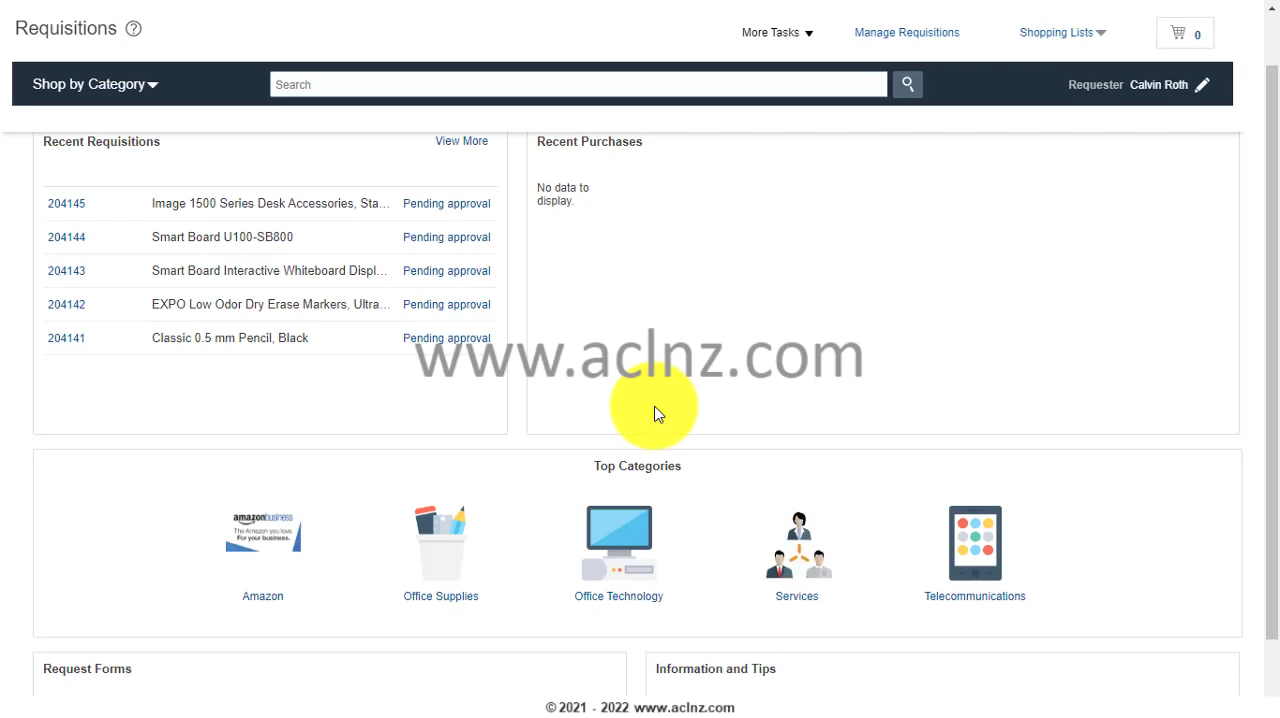 Requisitions
More Tasks
Manage Requisitions
Shopping Lists
0
Shop by Category
Search
Requester Calvin Roth
Recent Requisitions
View More
204145 Image 1500 Series Desk Accessories, Sta... Pending approval
204144 Smart Board U100-SB800 Pending approval
204143 Smart Board Interactive Whiteboard Displ... Pending approval
204142 EXPO Low Odor Dry Erase Markers, Ultra... Pending approval
204141 Classic 0.5 mm Pencil, Black Pending approval
Recent Purchases
No data to
display.
www.aclnz.com
Top Categories
amazonbusiness
The Amazon you love.
For your business.
Amazon
Office Supplies
Office Technology
Services
Telecommunications
Request Forms
Information and Tips
© 2021 - 2022 www.aclnz.com